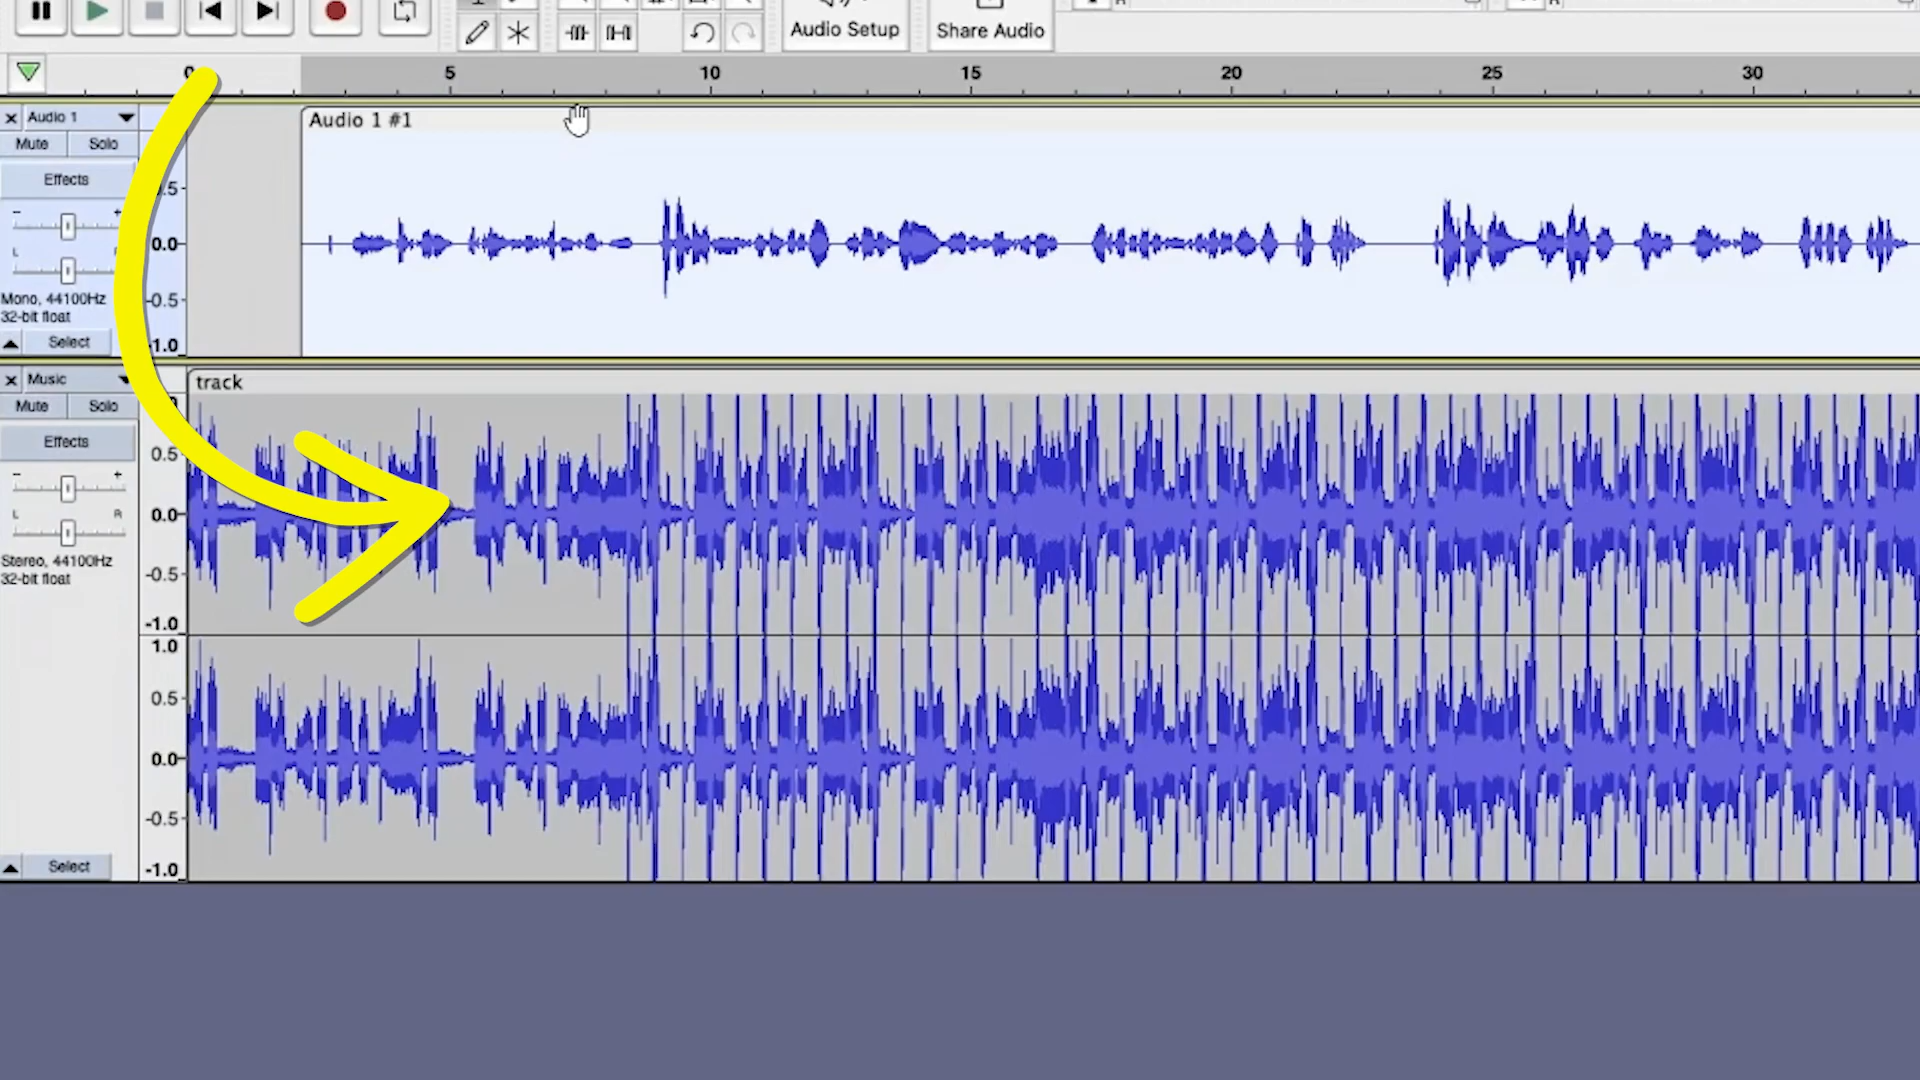 Audio Setup
Share Audio
0 5 10 15 20 25 30
Audio 1
Audio 1 #1
Mute Solo
Effects
- +
L
0.0
-0.5
Mono, 44100Hz
32-bit float
Select
Music
track
Mute Solo
Effects
- +
L R
Stereo, 44100Hz
32-bit float
0.5
0.0
-0.5
-1.0
1.0
0.5
0.0
-0.5
-1.0
Select